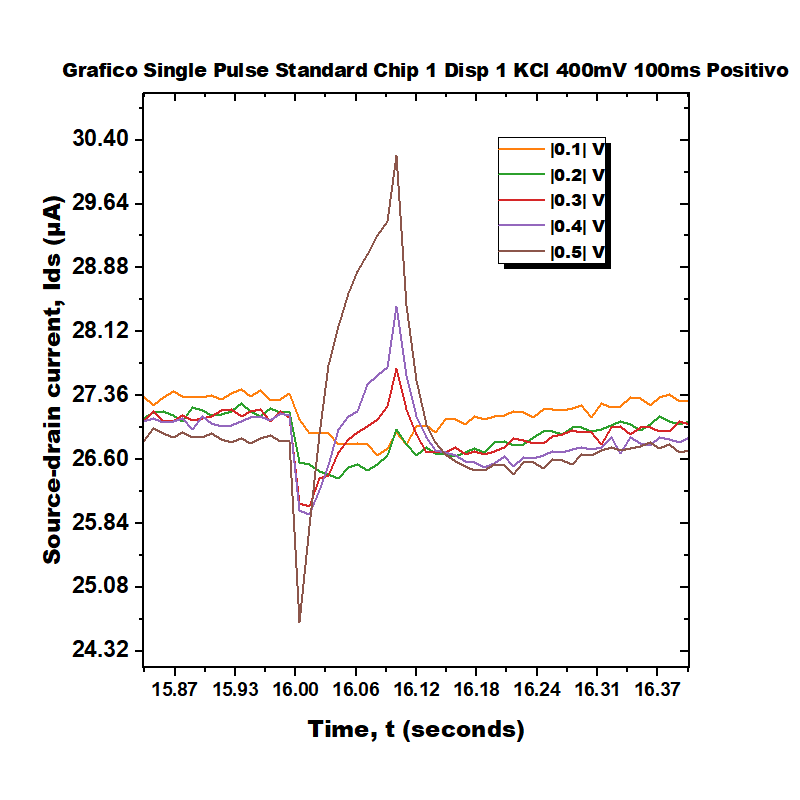 Grafico Single Pulse Standard Chip 1 Disp 1 KCl 400mV 100ms Positivo
|0.1| V
|0.2| V
|0.3| V
|0.4| V
|0.5| V
Source-drain current, Ids (µA)
30.40
29.64
28.88
28.12
27.36
26.60
25.84
25.08
24.32
15.87 15.93 16.00 16.06 16.12 16.18 16.24 16.31 16.37
Time, t (seconds)